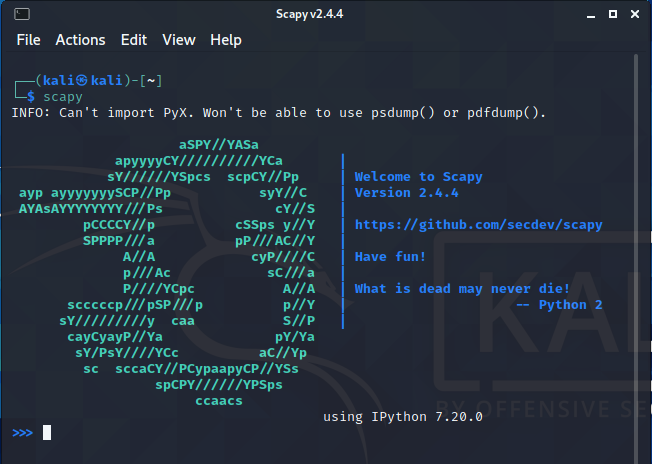 Scapy v2.4.4
File Actions Edit View Help
┌──(kali㉿kali)-[~]
└─$ scapy
INFO: Can't import PyX. Won't be able to use psdump() or pdfdump().
                     aSPY//YASa
             apyyyyCY//////////YCa       |
            sY//////YSpcs  scpCY//Pp     | Welcome to Scapy
 ayp ayyyyyyySCP//Pp           syY//C    | Version 2.4.4
 AYAsAYYYYYYYY///Ps              cY//S   |
         pCCCCY//p          cSSps y//Y   | https://github.com/secdev/scapy
         SPPPP///a          pP///AC//Y   |
              A//A            cyP////C   | Have fun!
              p///Ac            sC///a   |
              P////YCpc           A//A   | What is dead may never die!
       scccccp///pSP///p          p//Y   |                     -- Python 2
      sY/////////y  caa           S//P   |
       cayCyayP//Ya              pY/Ya
        sY/PsY////YCc          aC//Yp
         sc  sccaCY//PCypaapyCP//YSs
                  spCPY//////YPSps
                       ccaacs
                                       using IPython 7.20.0
>>>
KAL
BY OFFENSIVE SE